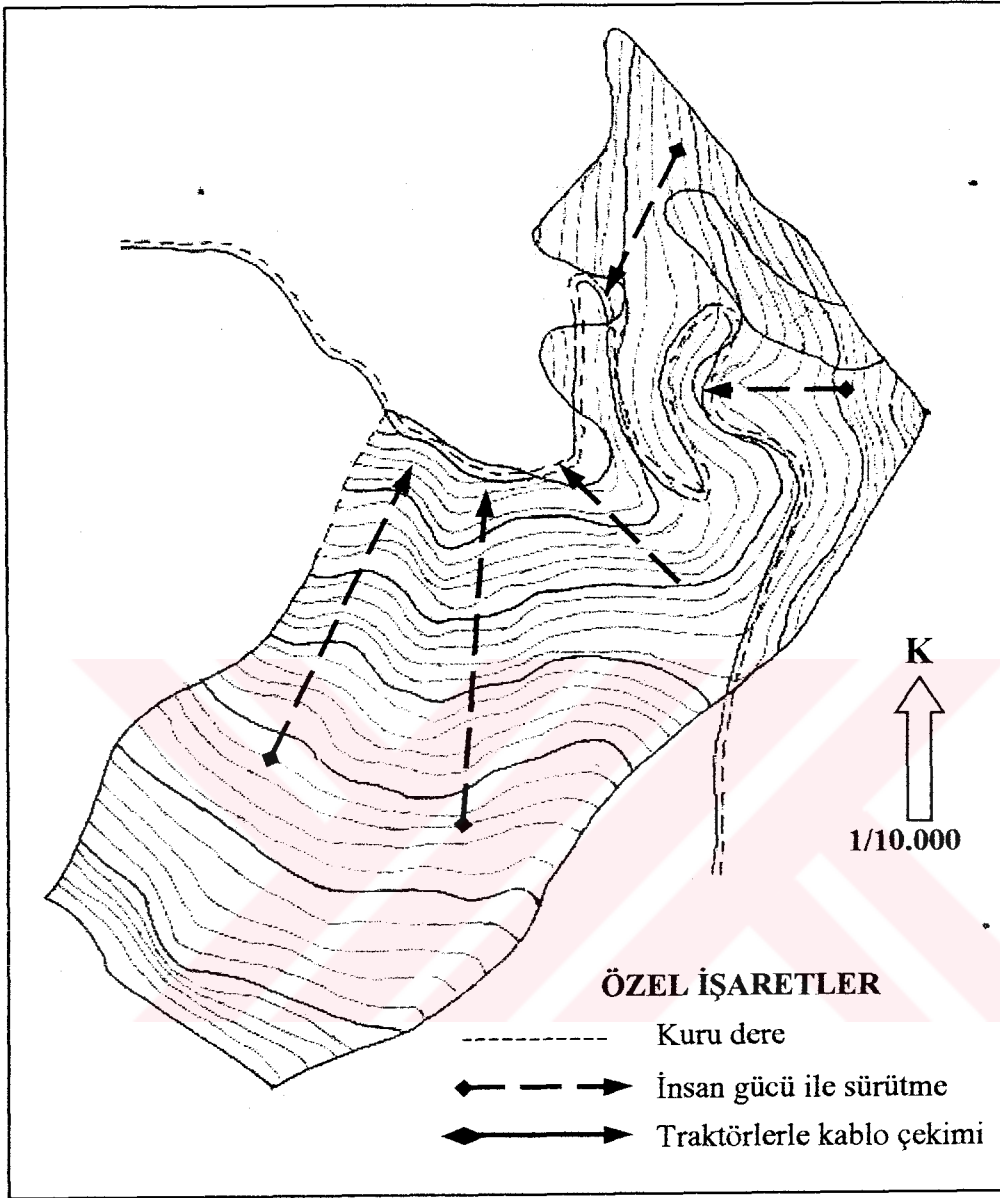 K
1/10.000
ÖZEL İŞARETLER
Kuru dere
İnsan gücü ile sürütme
Traktörlerle kablo çekimi